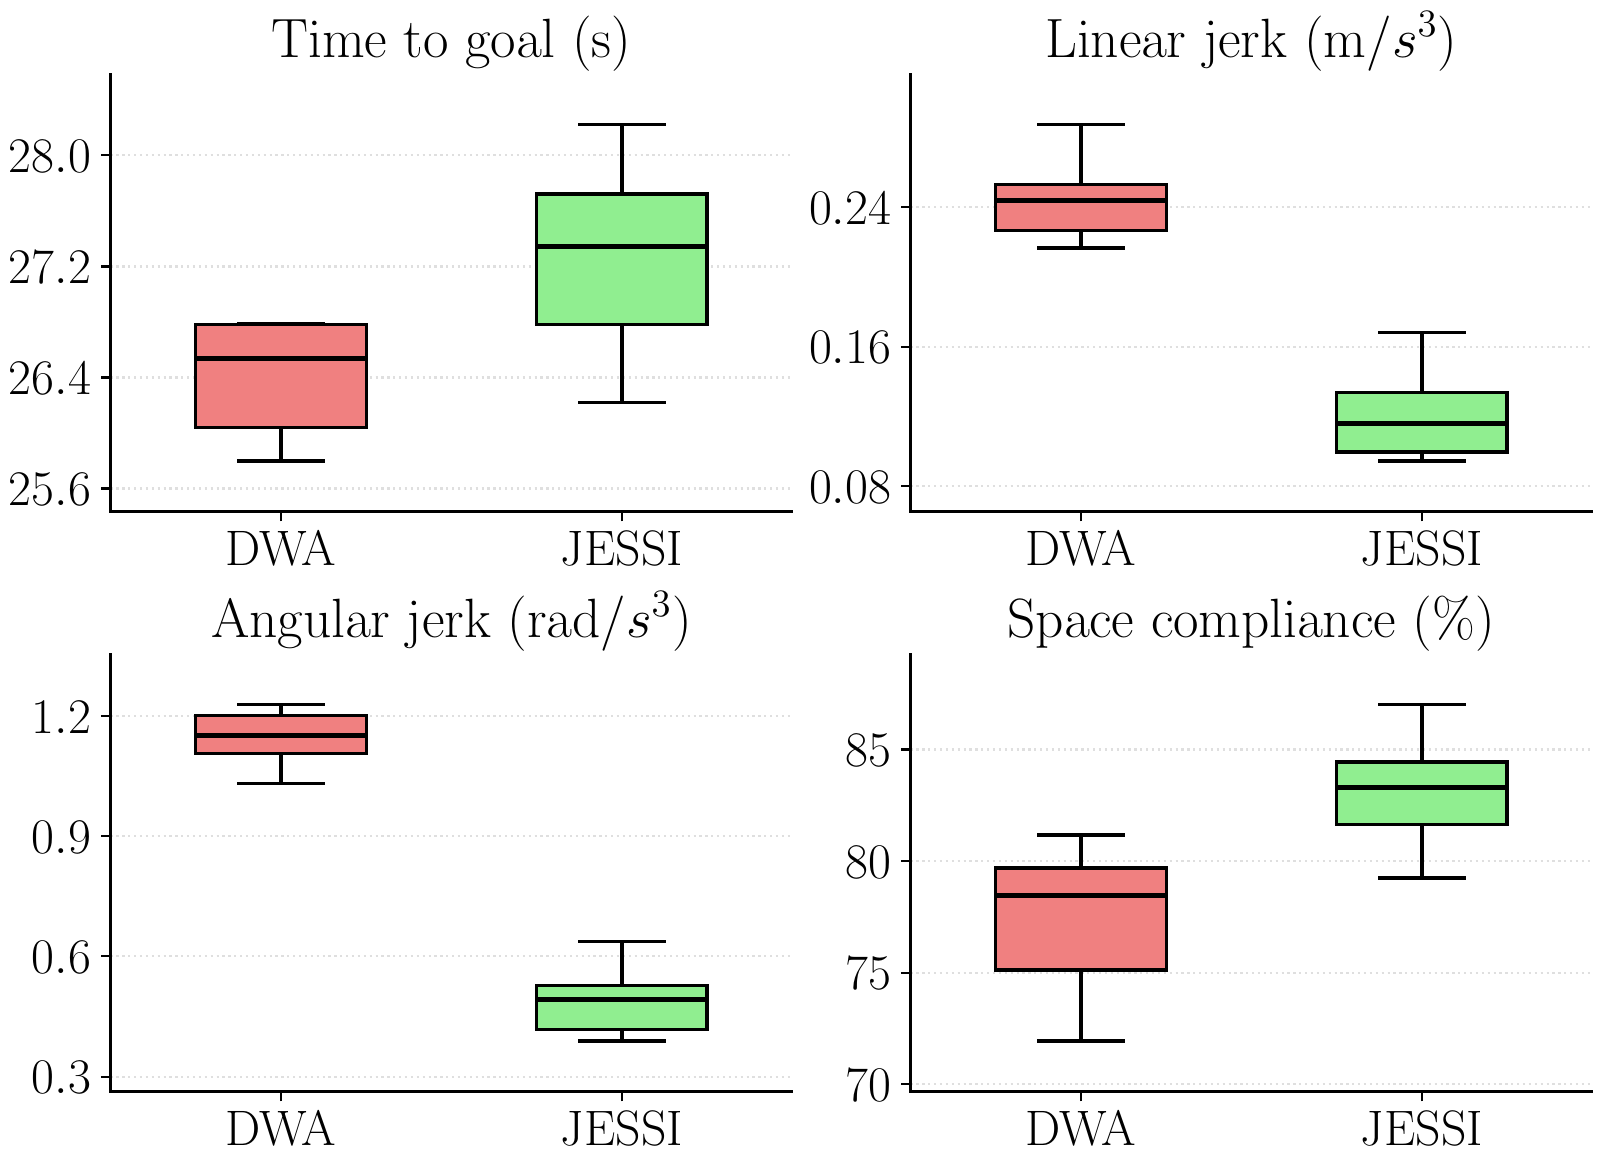 Time to goal (s)
28.0
27.2
26.4
25.6
DWA JESSI
Linear jerk (m/s³)
0.24
0.16
0.08
DWA JESSI
Angular jerk (rad/s³)
1.2
0.9
0.6
0.3
DWA JESSI
Space compliance (%)
85
80
75
70
DWA JESSI